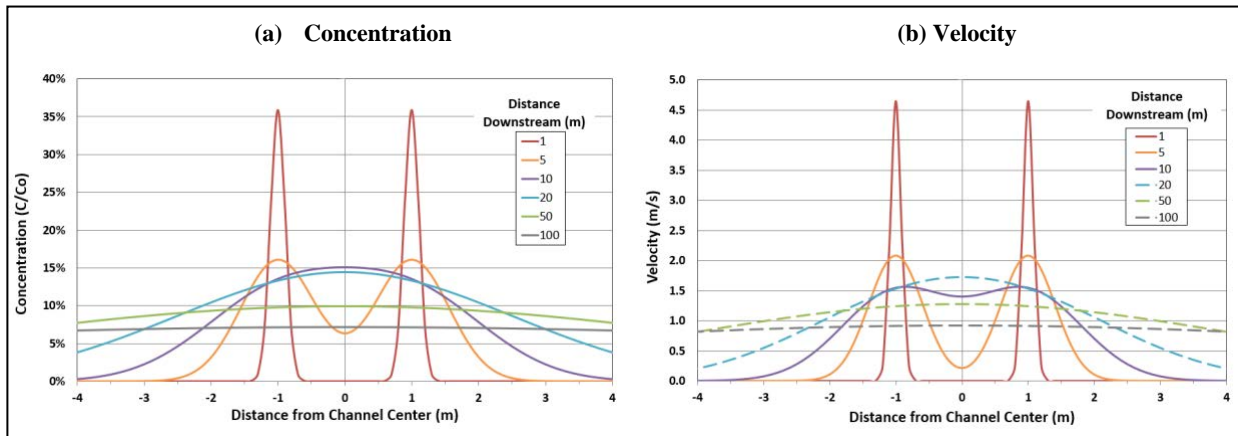 (a) Concentration
40%
35%
30%
25%
20%
15%
10%
5%
0%
Concentration (C/Co)
-4 -3 -2 -1 0 1 2 3 4
Distance from Channel Center (m)
Distance
Downstream (m)
1
5
10
20
50
100
(b) Velocity
5.0
4.5
4.0
3.5
3.0
2.5
2.0
1.5
1.0
0.5
0.0
Velocity (m/s)
-4 -3 -2 -1 0 1 2 3 4
Distance from Channel Center (m)
Distance
Downstream (m)
1
5
10
·20
·50
·100